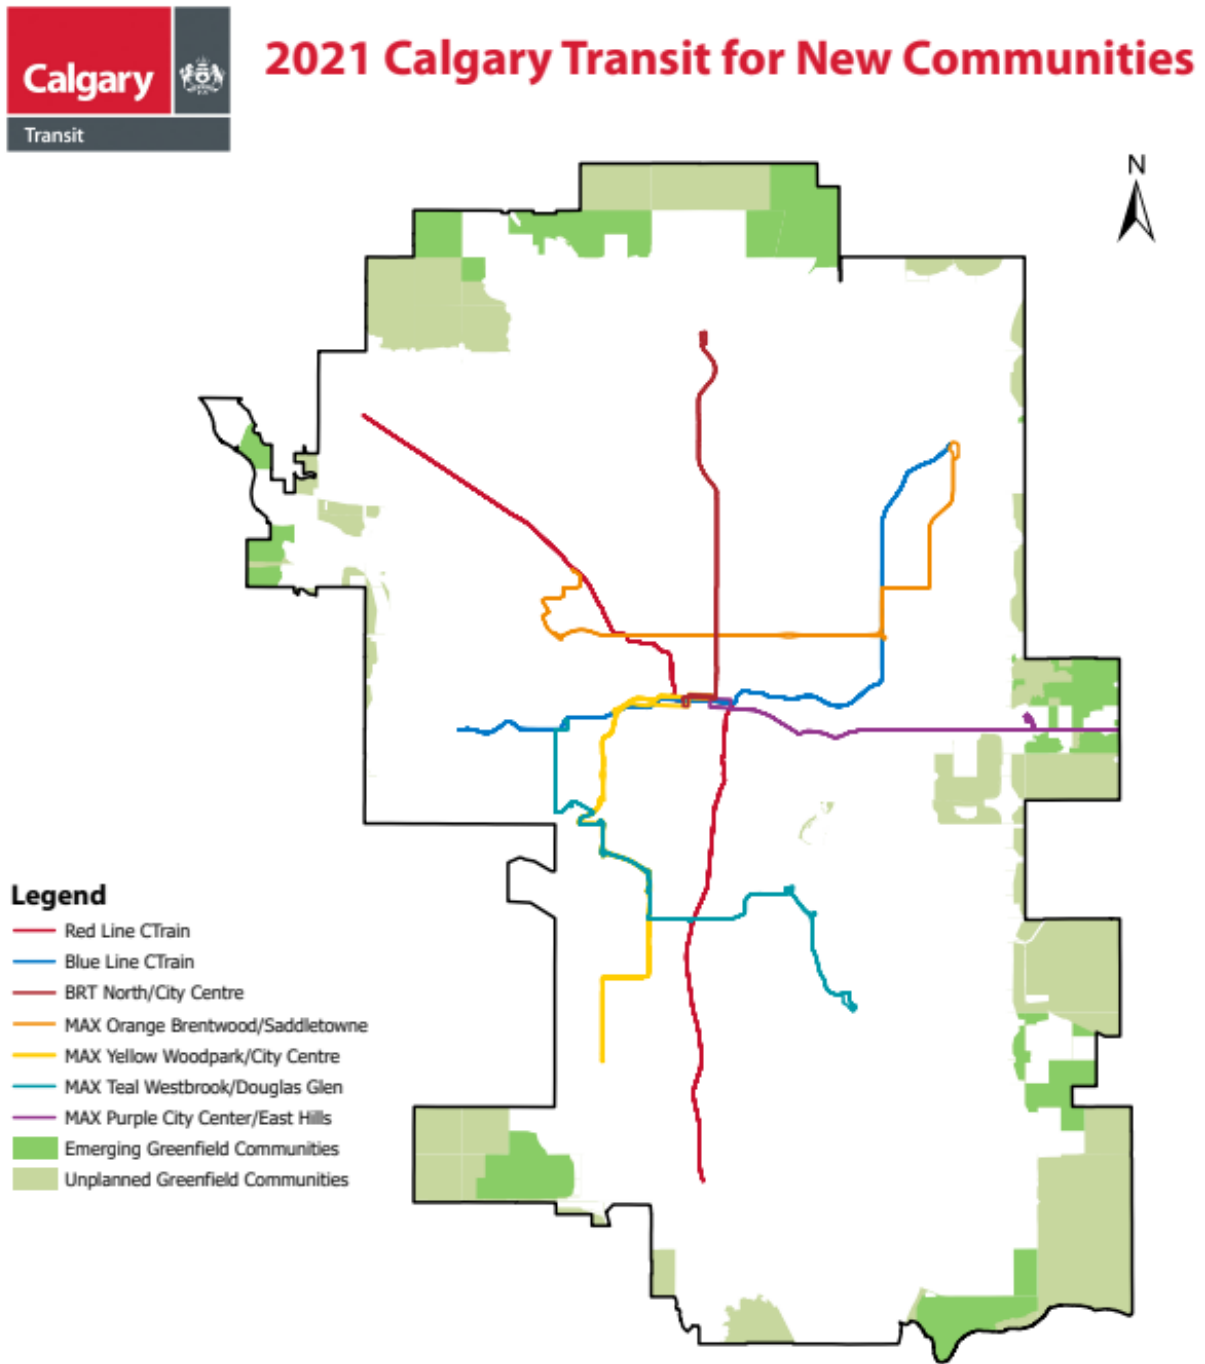 Calgary
Transit
2021 Calgary Transit for New Communities
N
Legend
Red Line CTrain
Blue Line CTrain
BRT North/City Centre
MAX Orange Brentwood/Saddletowne
MAX Yellow Woodpark/City Centre
MAX Teal Westbrook/Douglas Glen
MAX Purple City Center/East Hills
Emerging Greenfield Communities
Unplanned Greenfield Communities